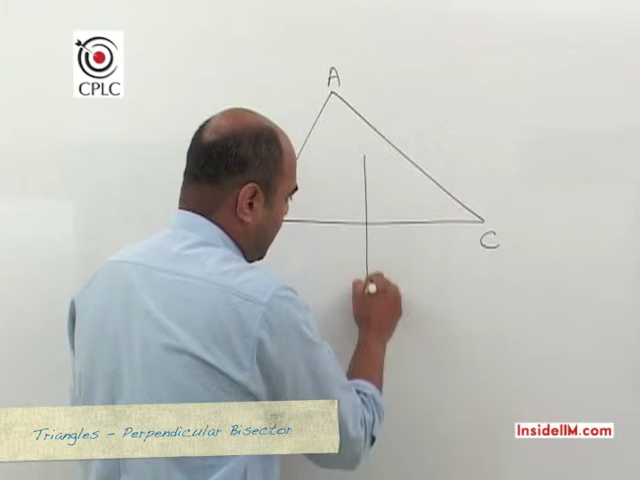 CPLC
A
C
Triangles - Perpendicular Bisector
InsideIIM.com